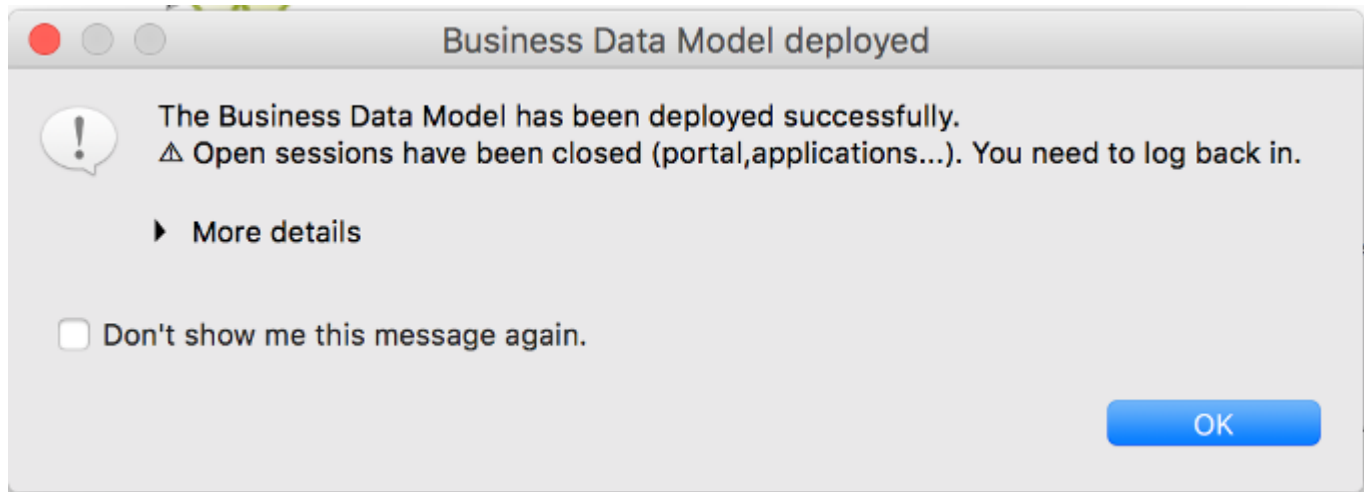 Business Data Model deployed
The Business Data Model has been deployed successfully.
⚠ Open sessions have been closed (portal,applications...). You need to log back in.
More details
Don't show me this message again.
OK